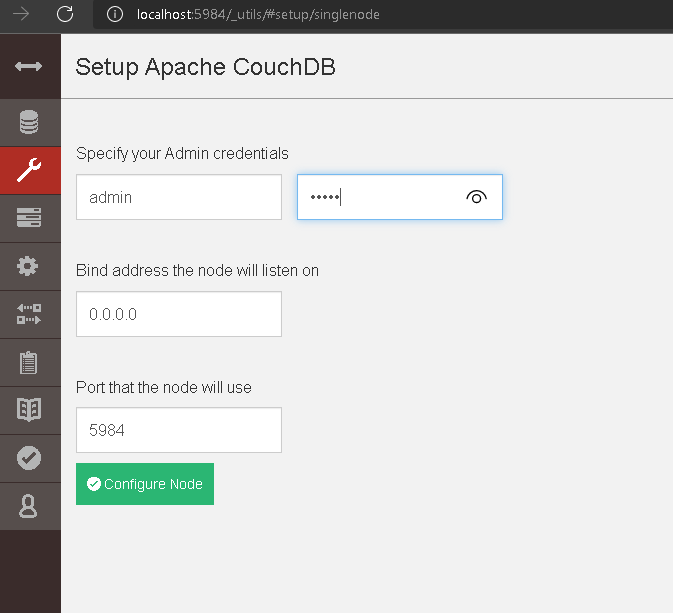 localhost:5984/_utils/#setup/singlenode
Setup Apache CouchDB
Specify your Admin credentials
admin •••••
Bind address the node will listen on
0.0.0.0
Port that the node will use
5984
Configure Node